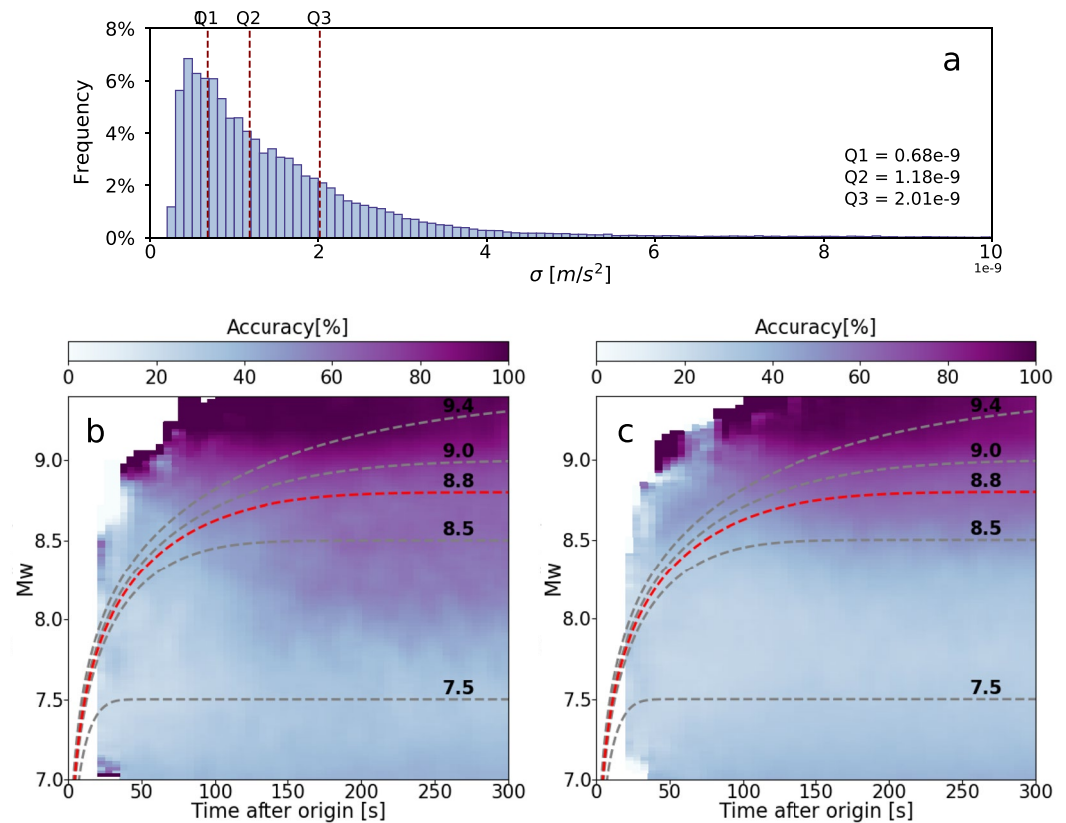 Q1 Q2 Q3
8%
a
6%
Frequency
4%
Q1 = 0.68e-9
Q2 = 1.18e-9
2%
Q3 = 2.01e-9
0%
0 2 4 6 8 10
1e-9
σ [m/s²]
Accuracy[%]
0 20 40 60 80 100
b
9.4
9.0
9.0
8.8
8.5
8.5
Mw
8.0
7.5
7.5
7.0
0 50 100 150 200 250 300
Time after origin [s]
Accuracy[%]
0 20 40 60 80 100
c
9.4
9.0
9.0
8.8
8.5
8.5
Mw
8.0
7.5
7.5
7.0
0 50 100 150 200 250 300
Time after origin [s]